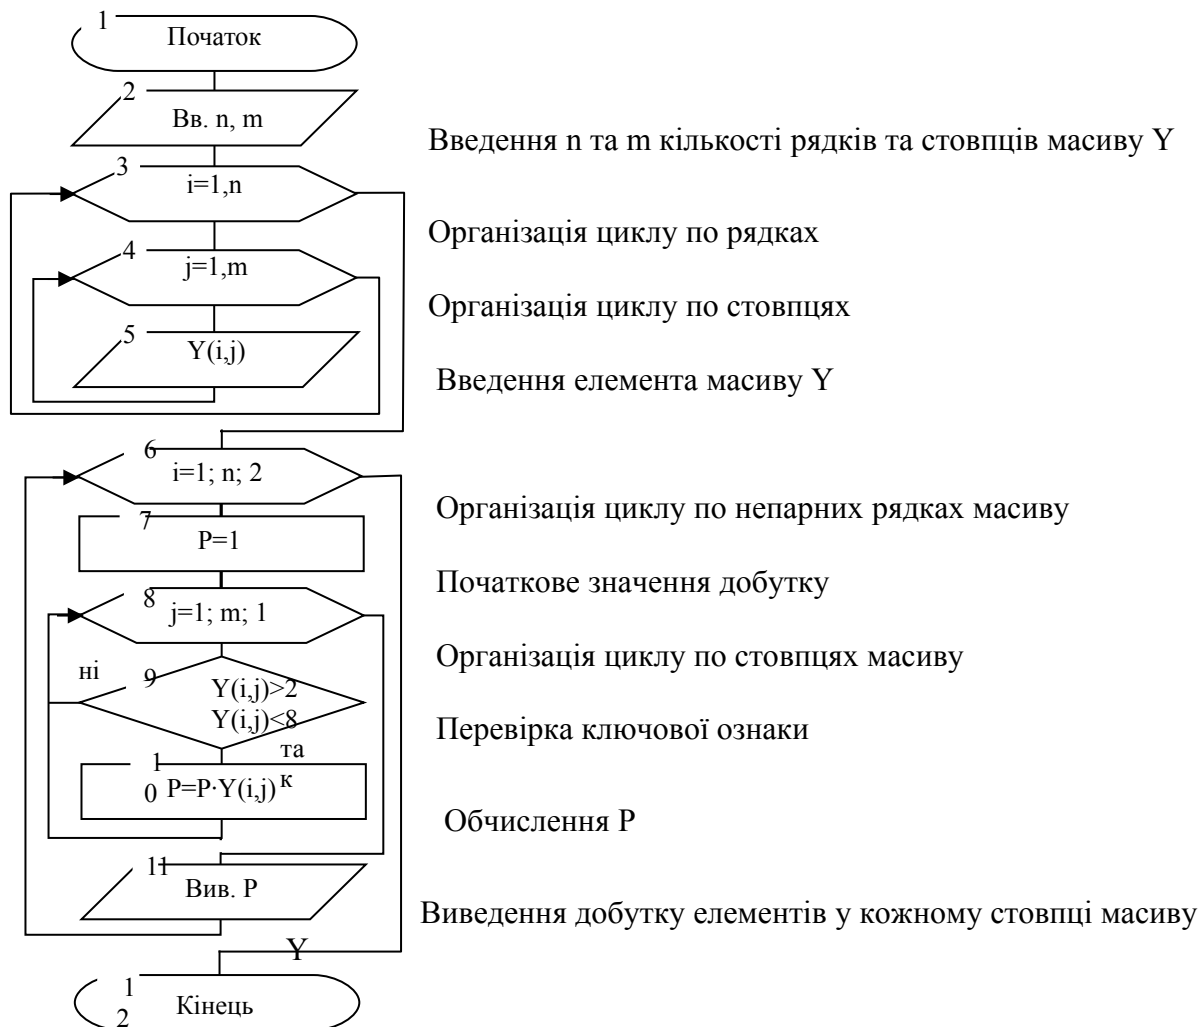 1
Початок
2
Вв. n, m
Введення n та m кількості рядків та стовпців масиву Y
3
i=1,n
Організація циклу по рядках
4
j=1,m
Організація циклу по стовпцях
5
Y(i,j)
Введення елемента масиву Y
6
i=1; n; 2
Організація циклу по непарних рядках масиву
7
P=1
Початкове значення добутку
8
j=1; m; 1
Організація циклу по стовпцях масиву
ні
9
Y(i,j)>2
Y(i,j)<8
Перевірка ключової ознаки
та
к
1
0
P=P·Y(i,j)
Обчислення P
11
Вив. P
Виведення добутку елементів у кожному стовпці масиву
Y
1
2
Кінець